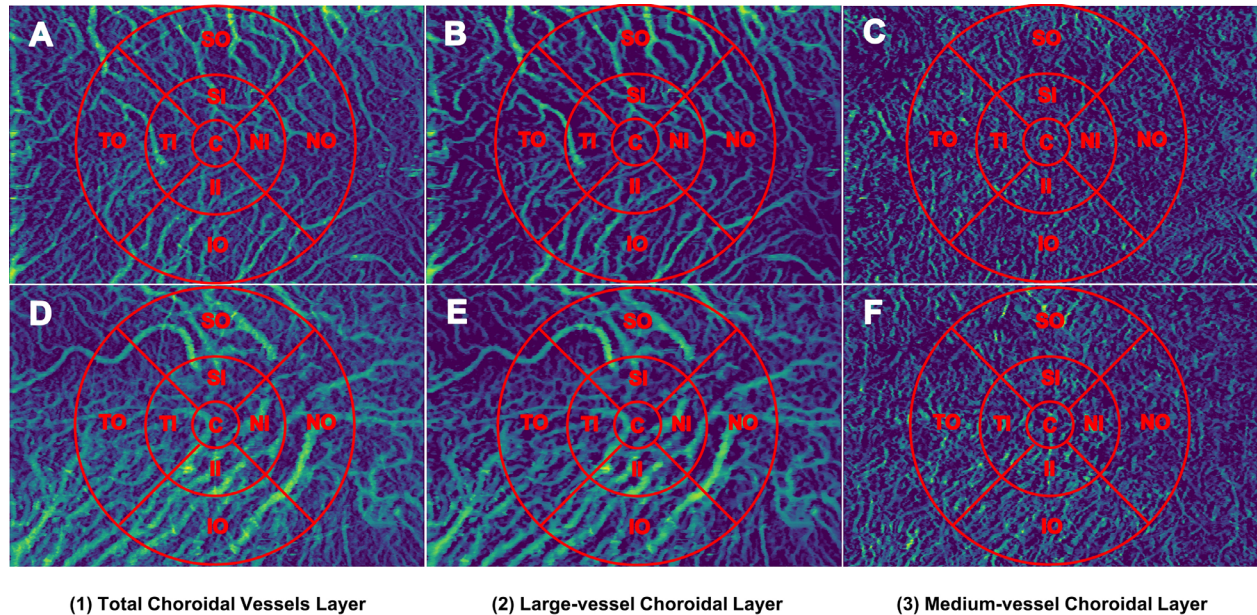 A
SO
SI
TO TI C NI NO
II
IO
B
SO
SI
TO TI C NI NO
II
IO
C
SO
SI
TO TI C NI NO
II
IO
D
SO
SI
TO TI C NI NO
II
IO
E
SO
SI
TO TI C NI NO
II
IO
F
SO
SI
TO TI C NI NO
II
IO
(1) Total Choroidal Vessels Layer
(2) Large-vessel Choroidal Layer
(3) Medium-vessel Choroidal Layer